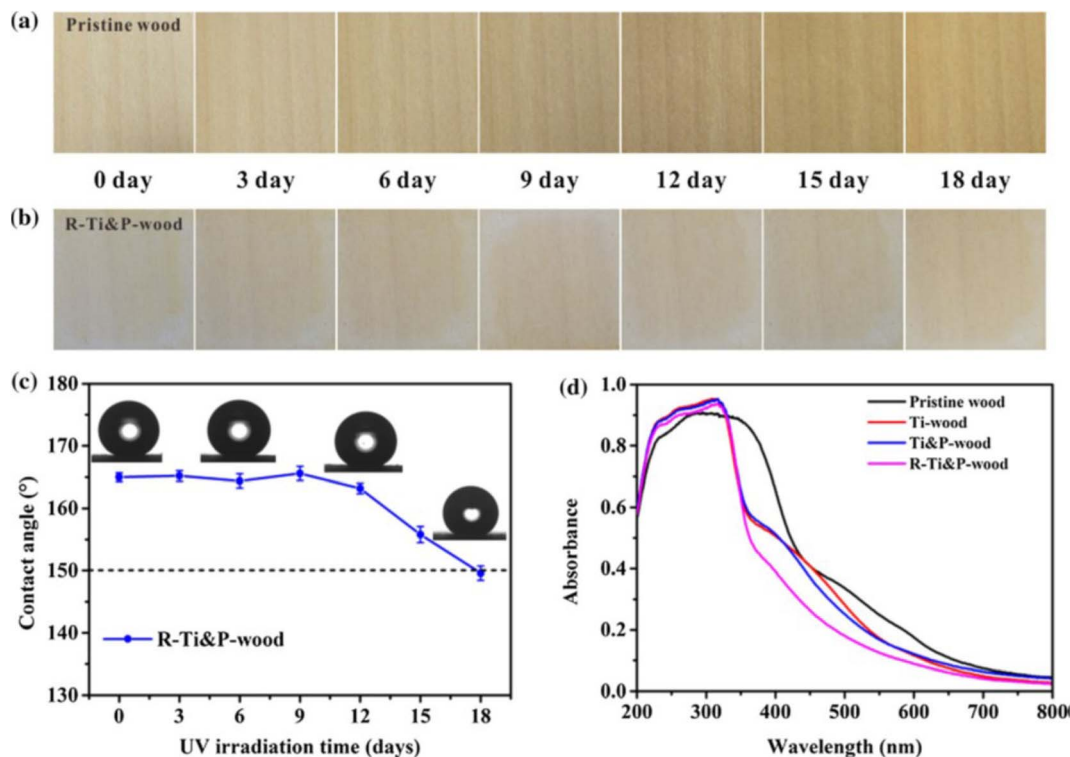 (a) Pristine wood
0 day 3 day 6 day 9 day 12 day 15 day 18 day
(b) R-Ti&P-wood
(c)
180
170
160
150
140
130
Contact angle (°)
R-Ti&P-wood
0 3 6 9 12 15 18
UV irradiation time (days)
(d)
1.0
0.8
0.6
0.4
0.2
0.0
Absorbance
Pristine wood
Ti-wood
Ti&P-wood
R-Ti&P-wood
200 300 400 500 600 700 8000
Wavelength (nm)